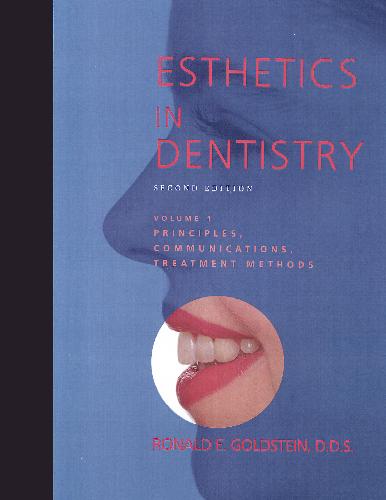 ESTHETICS
IN
DENTISTRY
SECOND EDITION
VOLUME 1
PRINCIPLES,
COMMUNICATIONS,
TREATMENT METHODS
RONALD E. GOLDSTEIN, D.D.S.